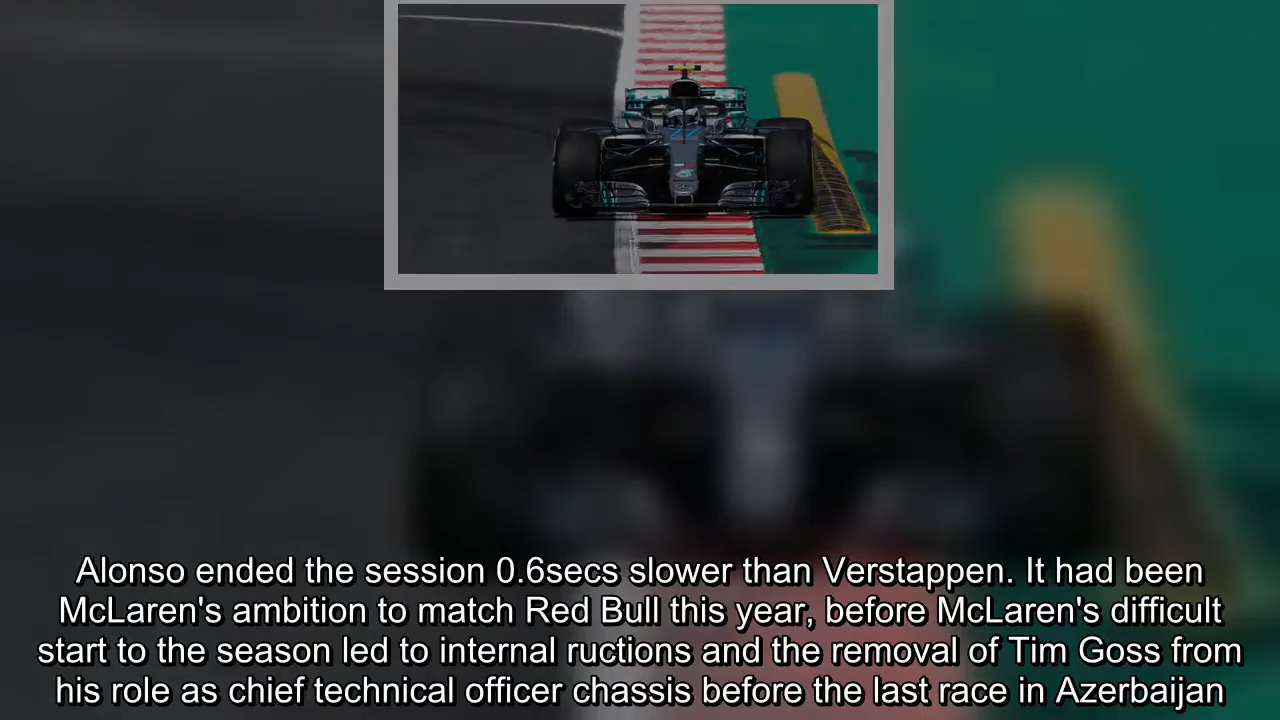 77
Alonso ended the session 0.6secs slower than Verstappen. It had been
McLaren's ambition to match Red Bull this year, before McLaren's difficult
start to the season led to internal ructions and the removal of Tim Goss from
his role as chief technical officer chassis before the last race in Azerbaijan